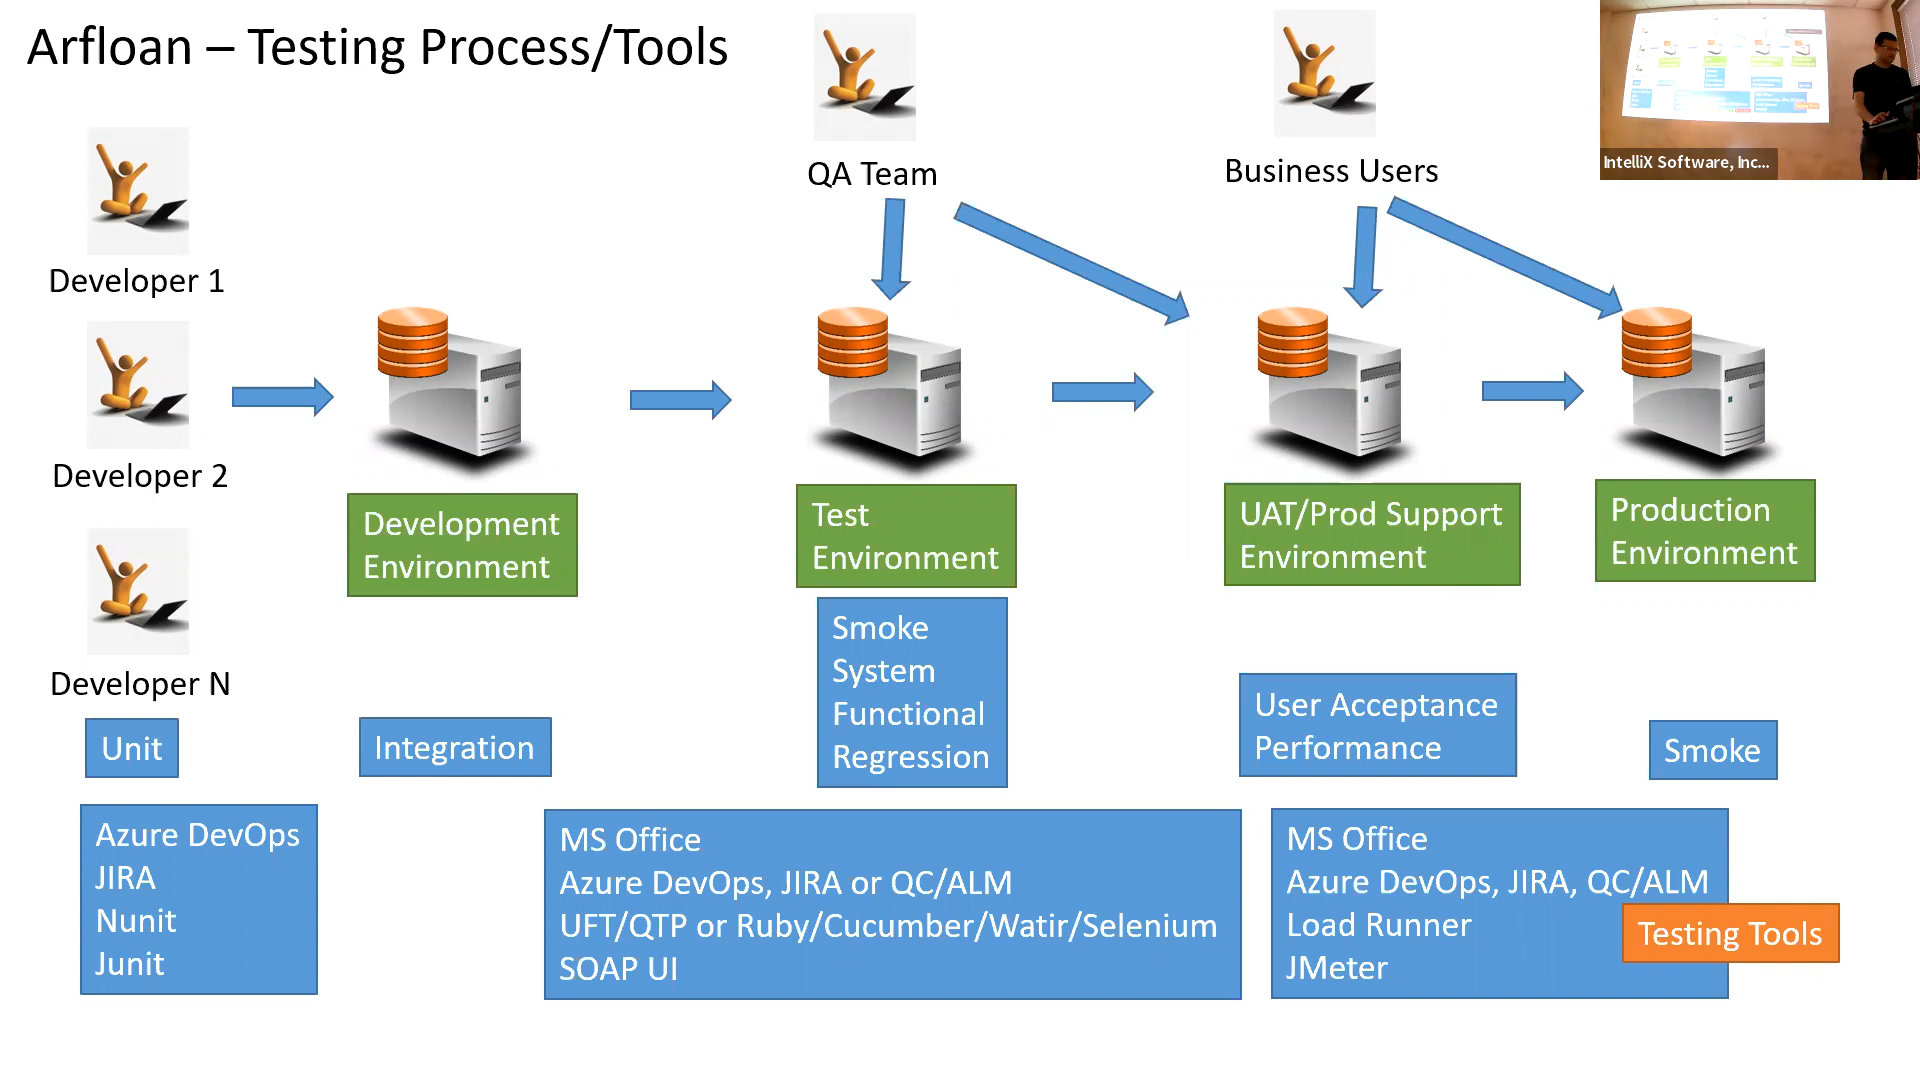 Arfloan – Testing Process/Tools
IntelliX Software, Inc...
QA Team
Business Users
Developer 1
Developer 2
Developer N
Development
Environment
Test
Environment
UAT/Prod Support
Environment
Production
Environment
Unit
Integration
Smoke
System
Functional
Regression
User Acceptance
Performance
Smoke
Azure DevOps
JIRA
Nunit
Junit
MS Office
Azure DevOps, JIRA or QC/ALM
UFT/QTP or Ruby/Cucumber/Watir/Selenium
SOAP UI
MS Office
Azure DevOps, JIRA, QC/ALM
Load Runner
JMeter
Testing Tools